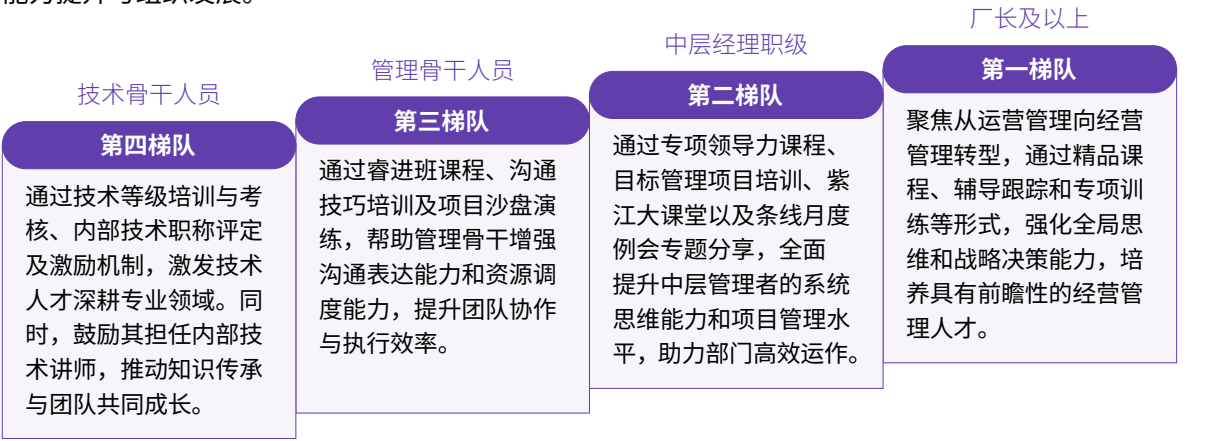 技术骨干人员
第四梯队
通过技术等级培训与考
核、内部技术职称评定
及激励机制，激发技术
人才深耕专业领域。同
时，鼓励其担任内部技
术讲师，推动知识传承
与团队共同成长。
管理骨干人员
第三梯队
通过睿进班课程、沟通
技巧培训及项目沙盘演
练，帮助管理骨干增强
沟通表达能力和资源调
度能力，提升团队协作
与执行效率。
中层经理职级
第二梯队
通过专项领导力课程、
目标管理项目培训、紫
江大课堂以及条线月度
例会专题分享，全面
提升中层管理者的系统
思维能力和项目管理水
平，助力部门高效运作。
厂长及以上
第一梯队
聚焦从运营管理向经营
管理转型，通过精品课
程、辅导跟踪和专项训
练等形式，强化全局思
维和战略决策能力，培
养具有前瞻性的经营管
理人才。